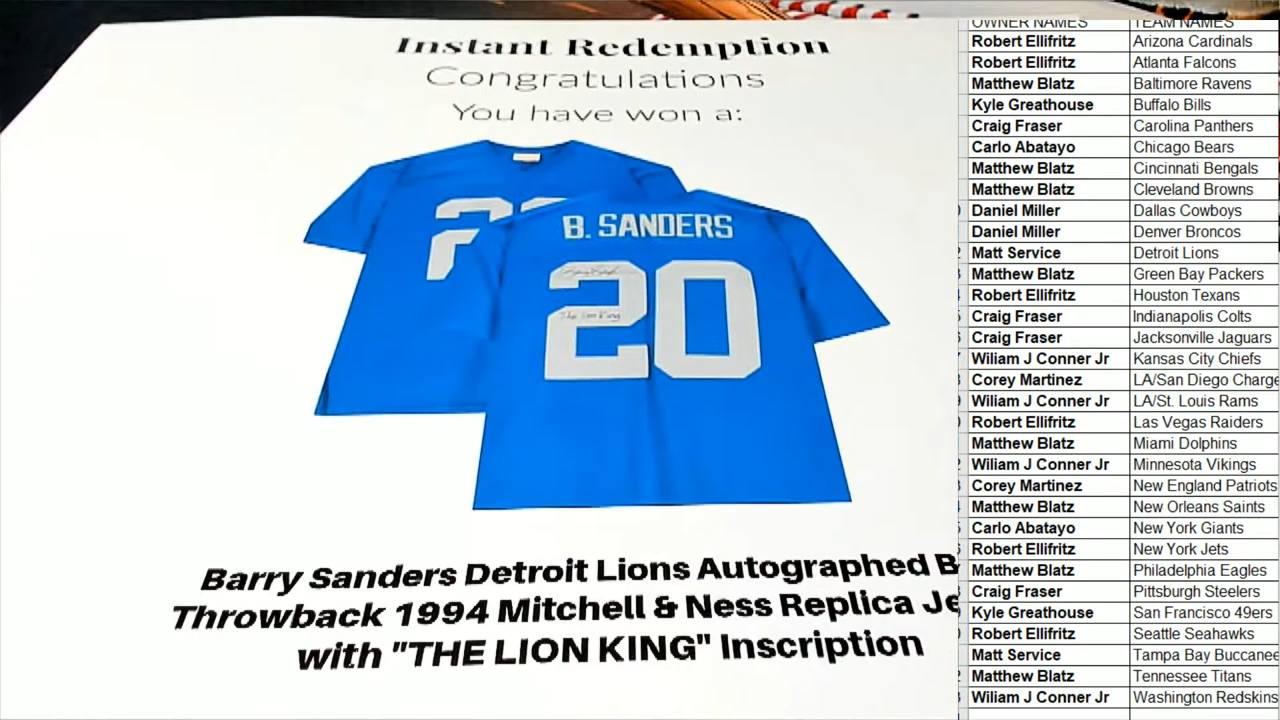 Instant Redemption
Congratulations
You have won a:
B. SANDERS
20
The Lion King
Barry Sanders Detroit Lions Autographed B
Throwback 1994 Mitchell & Ness Replica Je
with "THE LION KING" Inscription
OWNER NAMES TEAM NAMES
Robert Ellifritz Arizona Cardinals
Robert Ellifritz Atlanta Falcons
Matthew Blatz Baltimore Ravens
Kyle Greathouse Buffalo Bills
Craig Fraser Carolina Panthers
Carlo Abatayo Chicago Bears
Matthew Blatz Cincinnati Bengals
Matthew Blatz Cleveland Browns
Daniel Miller Dallas Cowboys
Daniel Miller Denver Broncos
Matt Service Detroit Lions
Matthew Blatz Green Bay Packers
Robert Ellifritz Houston Texans
Craig Fraser Indianapolis Colts
Craig Fraser Jacksonville Jaguars
Wiliam J Conner Jr Kansas City Chiefs
Corey Martinez LA/San Diego Charge
Wiliam J Conner Jr LA/St. Louis Rams
Robert Ellifritz Las Vegas Raiders
Matthew Blatz Miami Dolphins
Wiliam J Conner Jr Minnesota Vikings
Corey Martinez New England Patriots
Matthew Blatz New Orleans Saints
Carlo Abatayo New York Giants
Robert Ellifritz New York Jets
Matthew Blatz Philadelphia Eagles
Craig Fraser Pittsburgh Steelers
Kyle Greathouse San Francisco 49ers
Robert Ellifritz Seattle Seahawks
Matt Service Tampa Bay Buccanee
Matthew Blatz Tennessee Titans
Wiliam J Conner Jr Washington Redskins